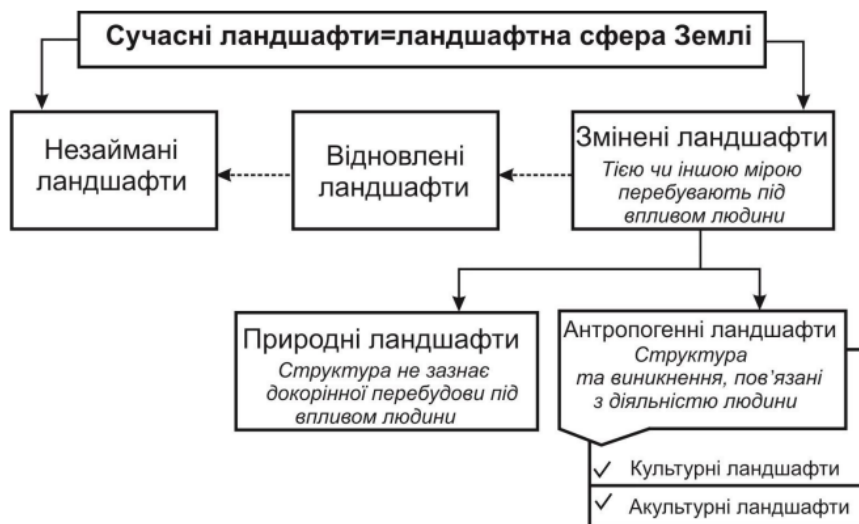 Сучасні ландшафти=ландшафтна сфера Землі
Незаймані
ландшафти
Відновлені
ландшафти
Змінені ландшафти
Тією чи іншою мірою
перебувають під
впливом людини
Природні ландшафти
Структура не зазнає
докорінної перебудови під
впливом людини
Антропогенні ландшафти
Структура
та виникнення, пов’язані
з діяльністю людини
✓ Культурні ландшафти
✓ Акультурні ландшафти